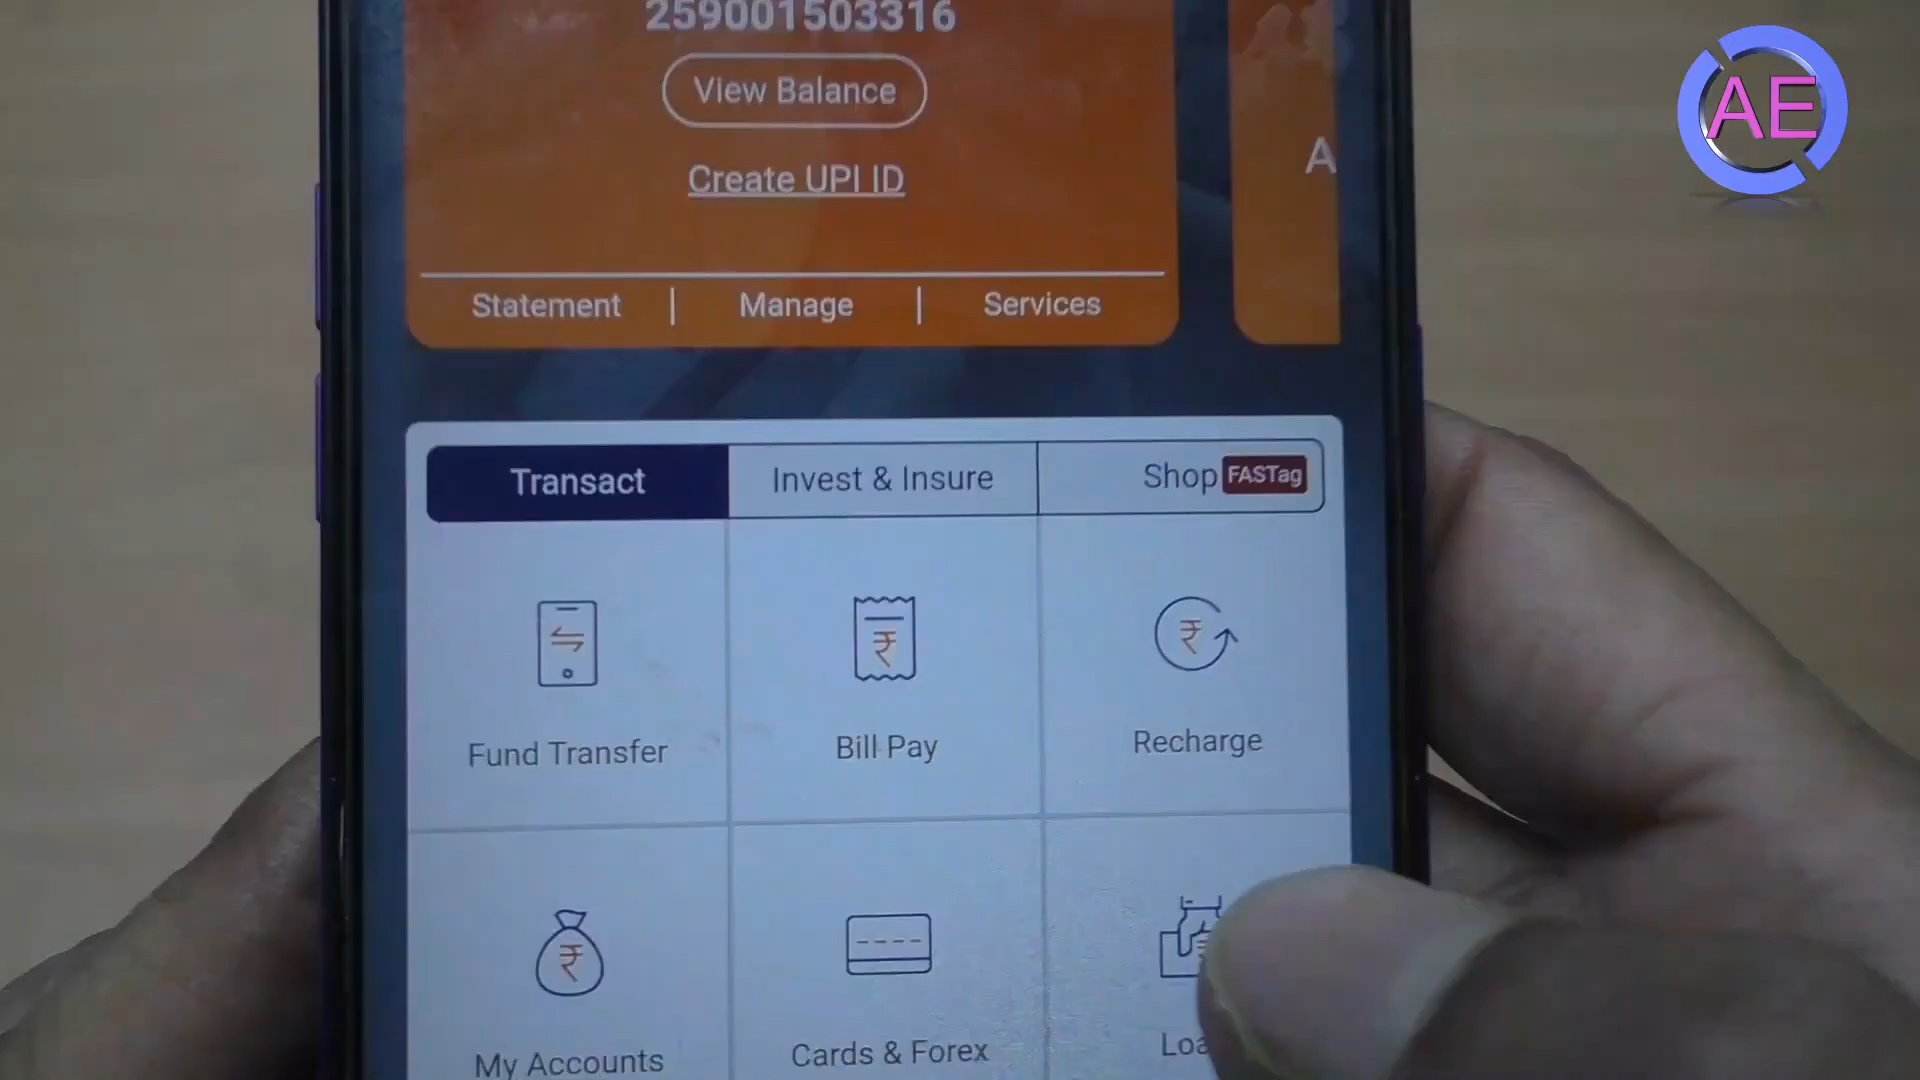 259001503316
View Balance
Create UPI ID
A
Statement | Manage | Services
Transact
Invest & Insure
Shop FASTag
Fund Transfer
Bill Pay
Recharge
My Accounts
Cards & Forex
Loa
AE